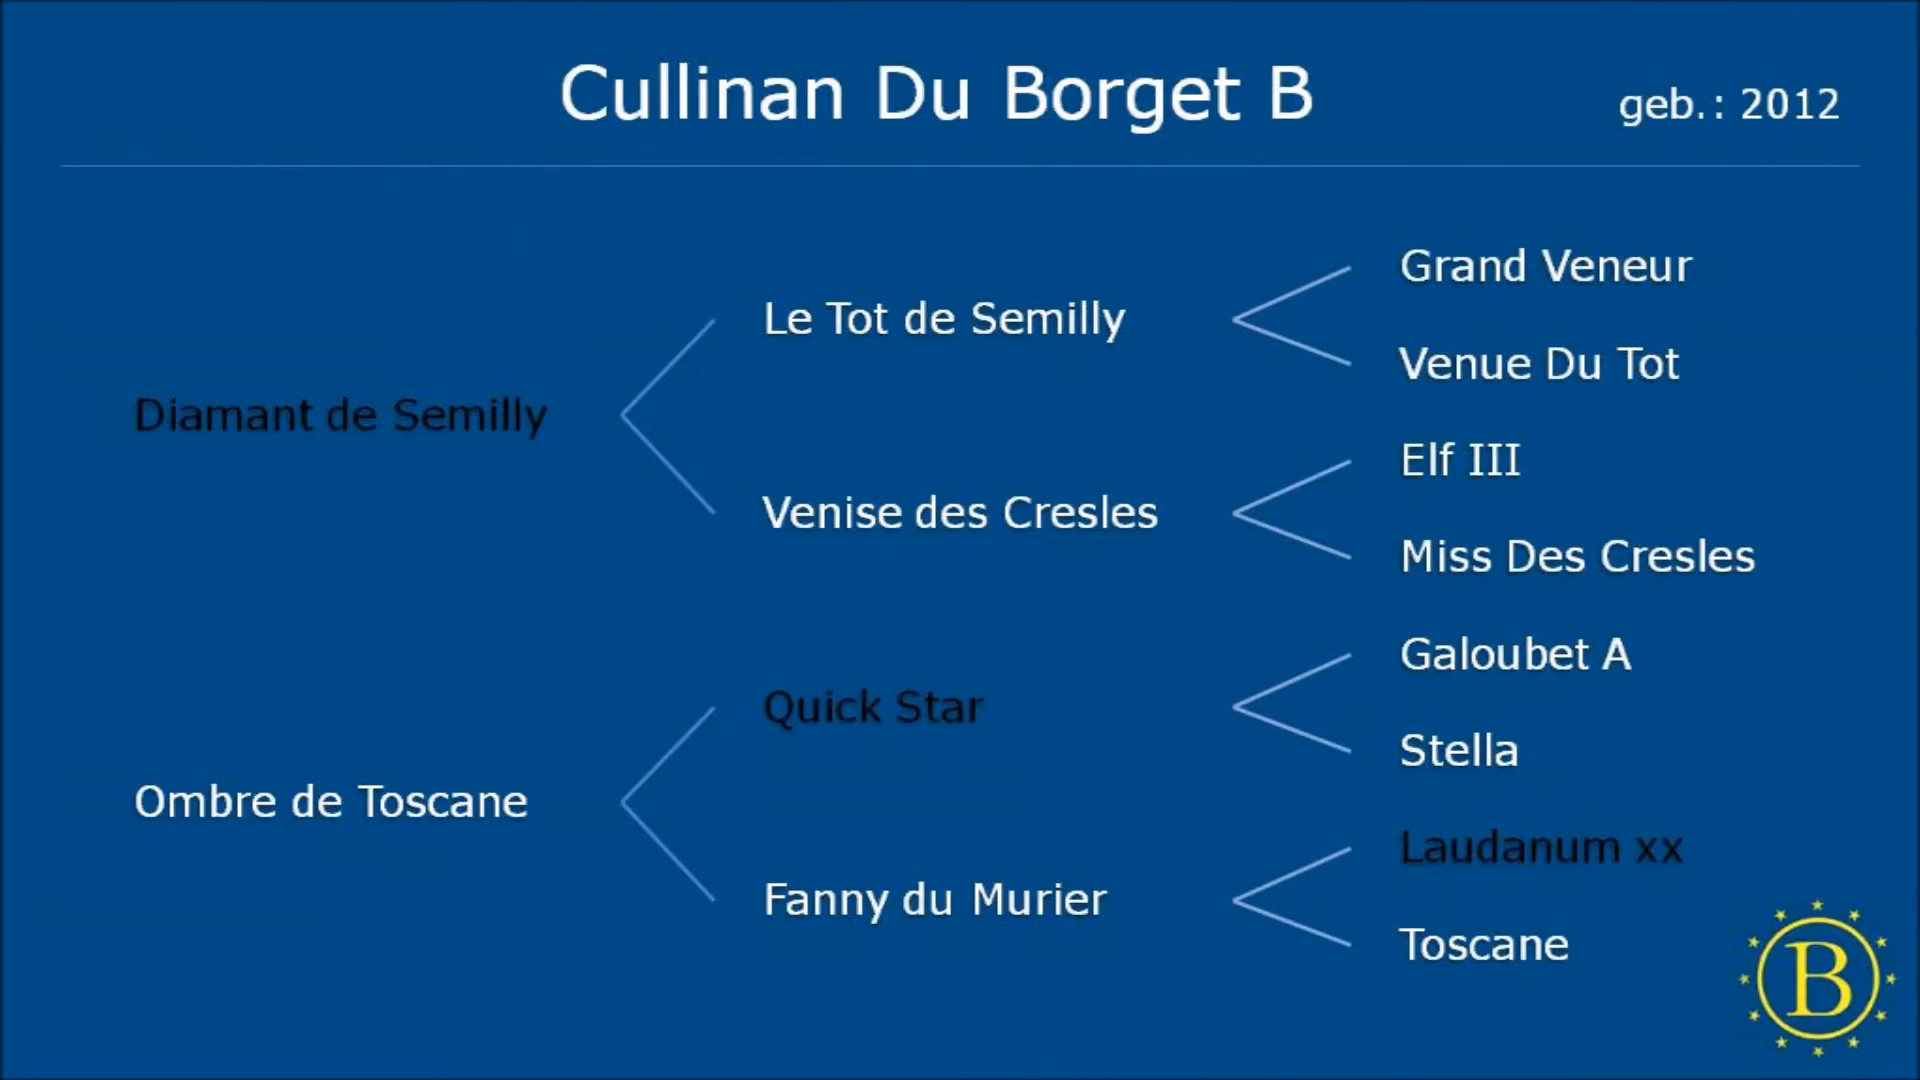 Cullinan Du Borget B
geb.: 2012
Grand Veneur
Le Tot de Semilly
Venue Du Tot
Diamant de Semilly
Elf III
Venise des Cresles
Miss Des Cresles
Galoubet A
Quick Star
Stella
Ombre de Toscane
Laudanum xx
Fanny du Murier
Toscane
B